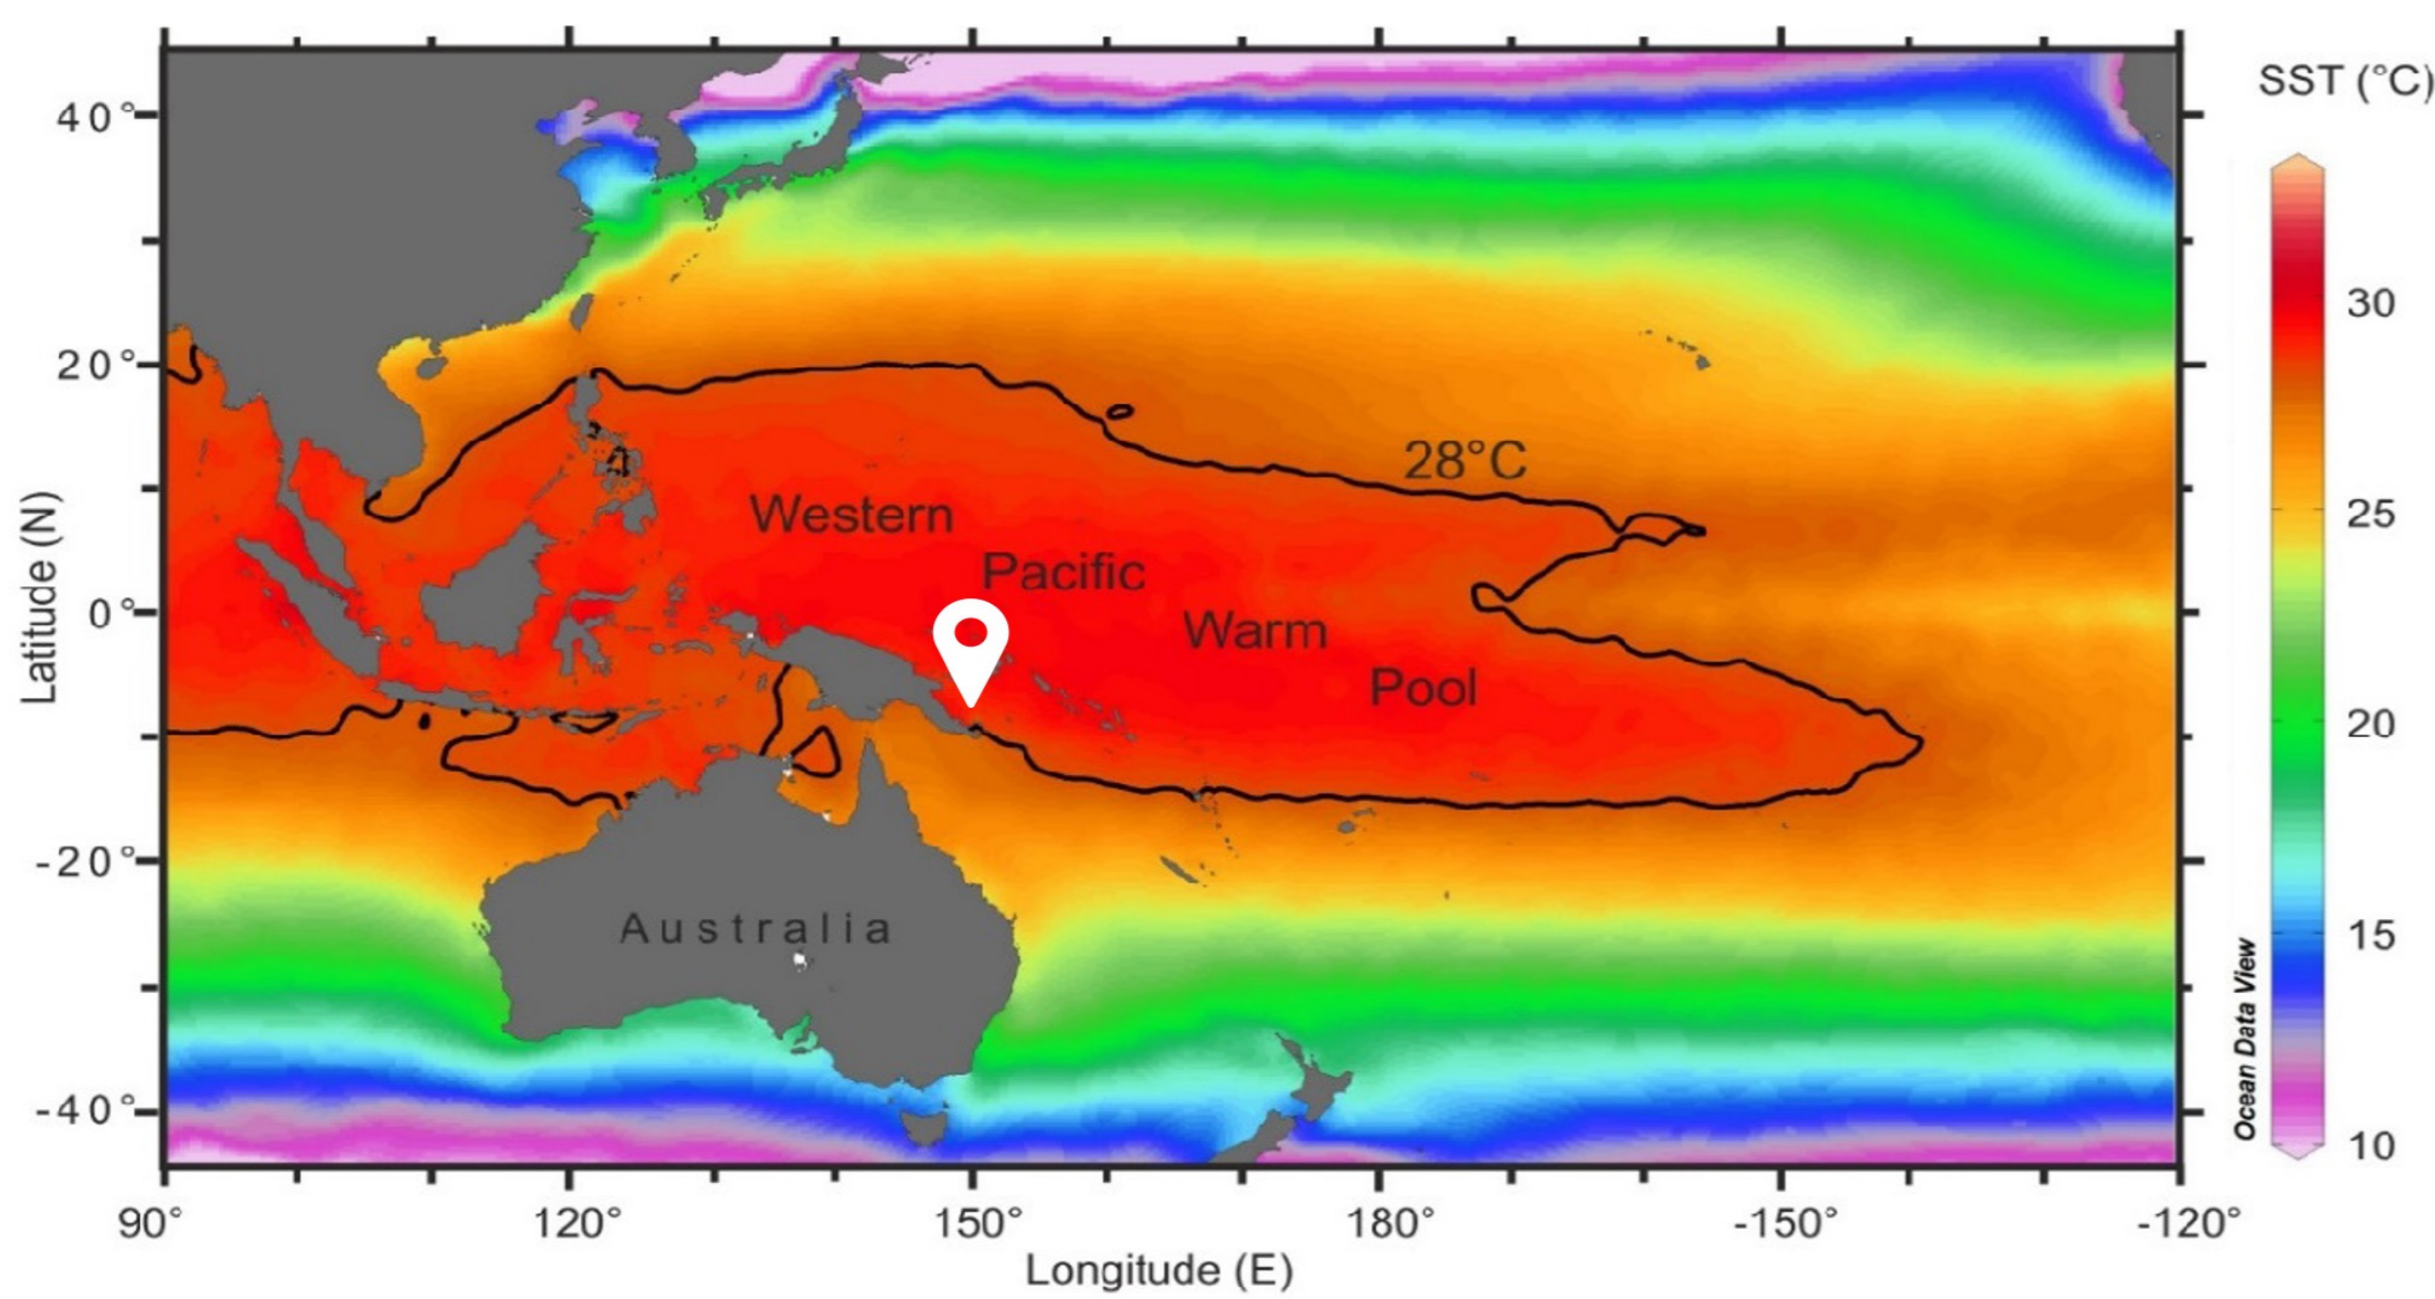 SST (°C)
40°
20°
0°
-20°
-40°
Latitude (N)
28°C
Western
Pacific
Warm
Pool
Australia
30
25
20
15
10
Ocean Data View
90°
120°
150°
180°
-150°
-120°
Longitude (E)